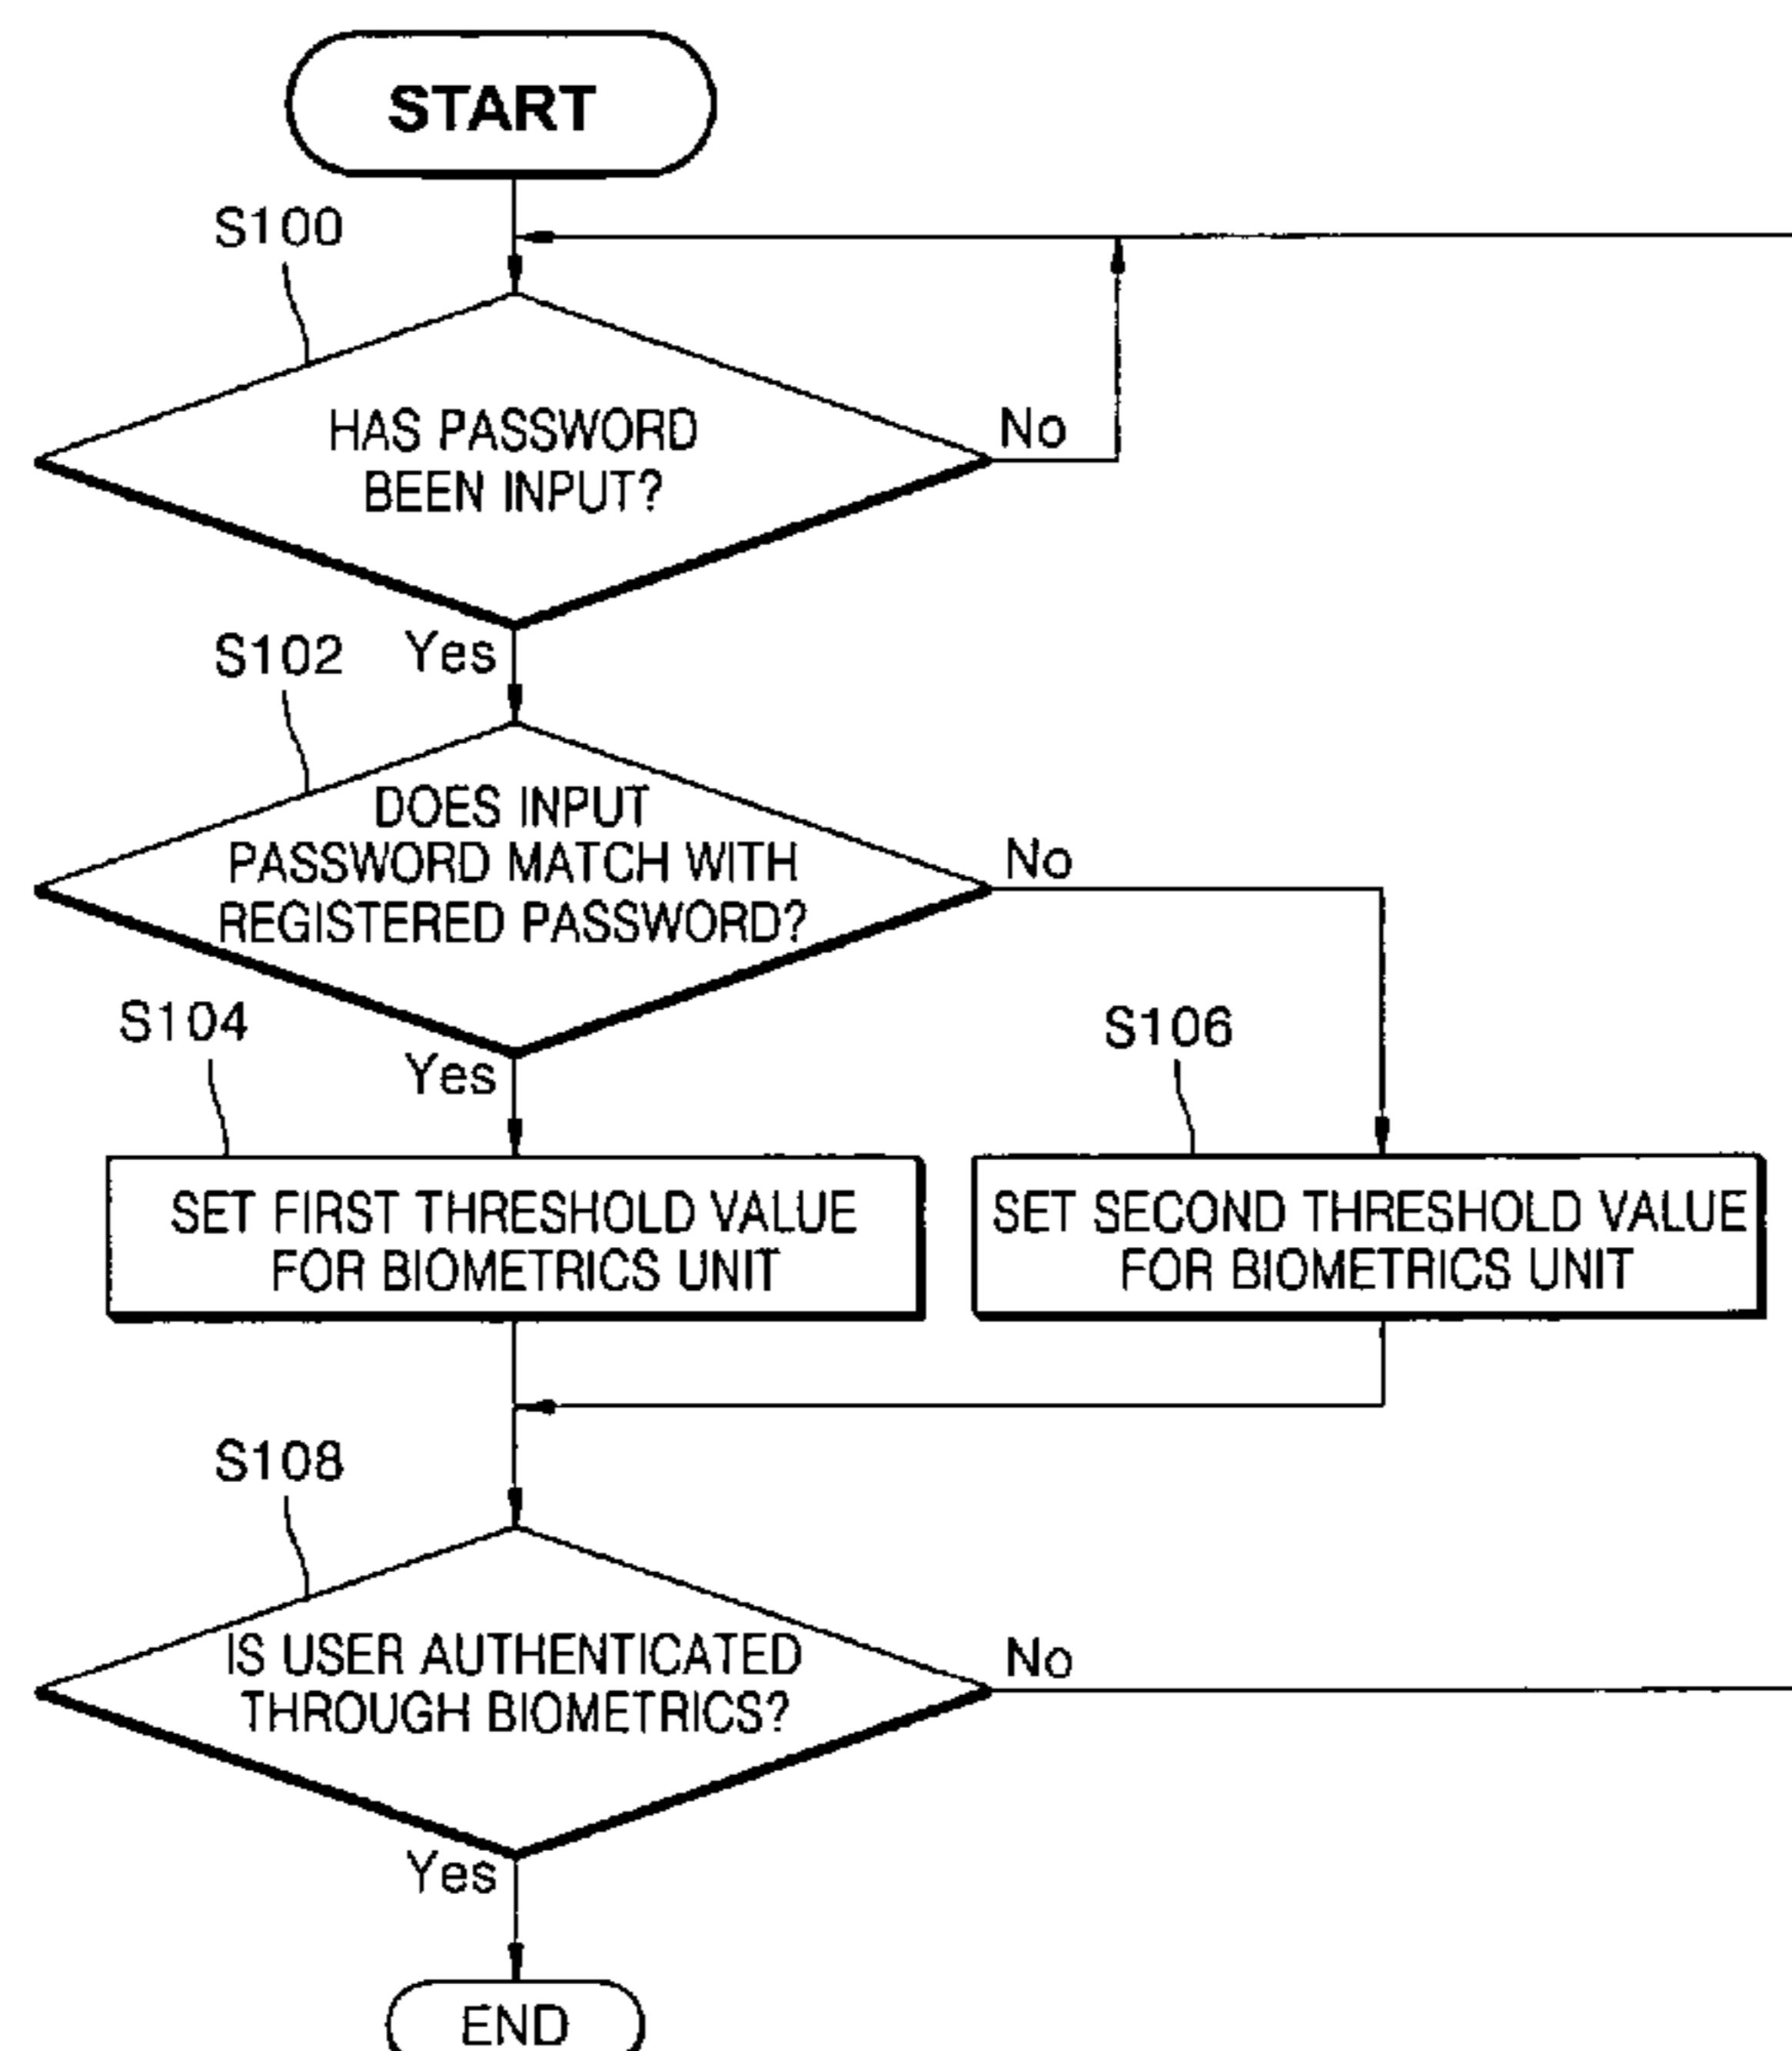 START
S100
HAS PASSWORD
BEEN INPUT?
No
Yes
S102
DOES INPUT
PASSWORD MATCH WITH
REGISTERED PASSWORD?
No
Yes
S104
SET FIRST THRESHOLD VALUE
FOR BIOMETRICS UNIT
S106
SET SECOND THRESHOLD VALUE
FOR BIOMETRICS UNIT
S108
IS USER AUTHENTICATED
THROUGH BIOMETRICS?
No
Yes
END